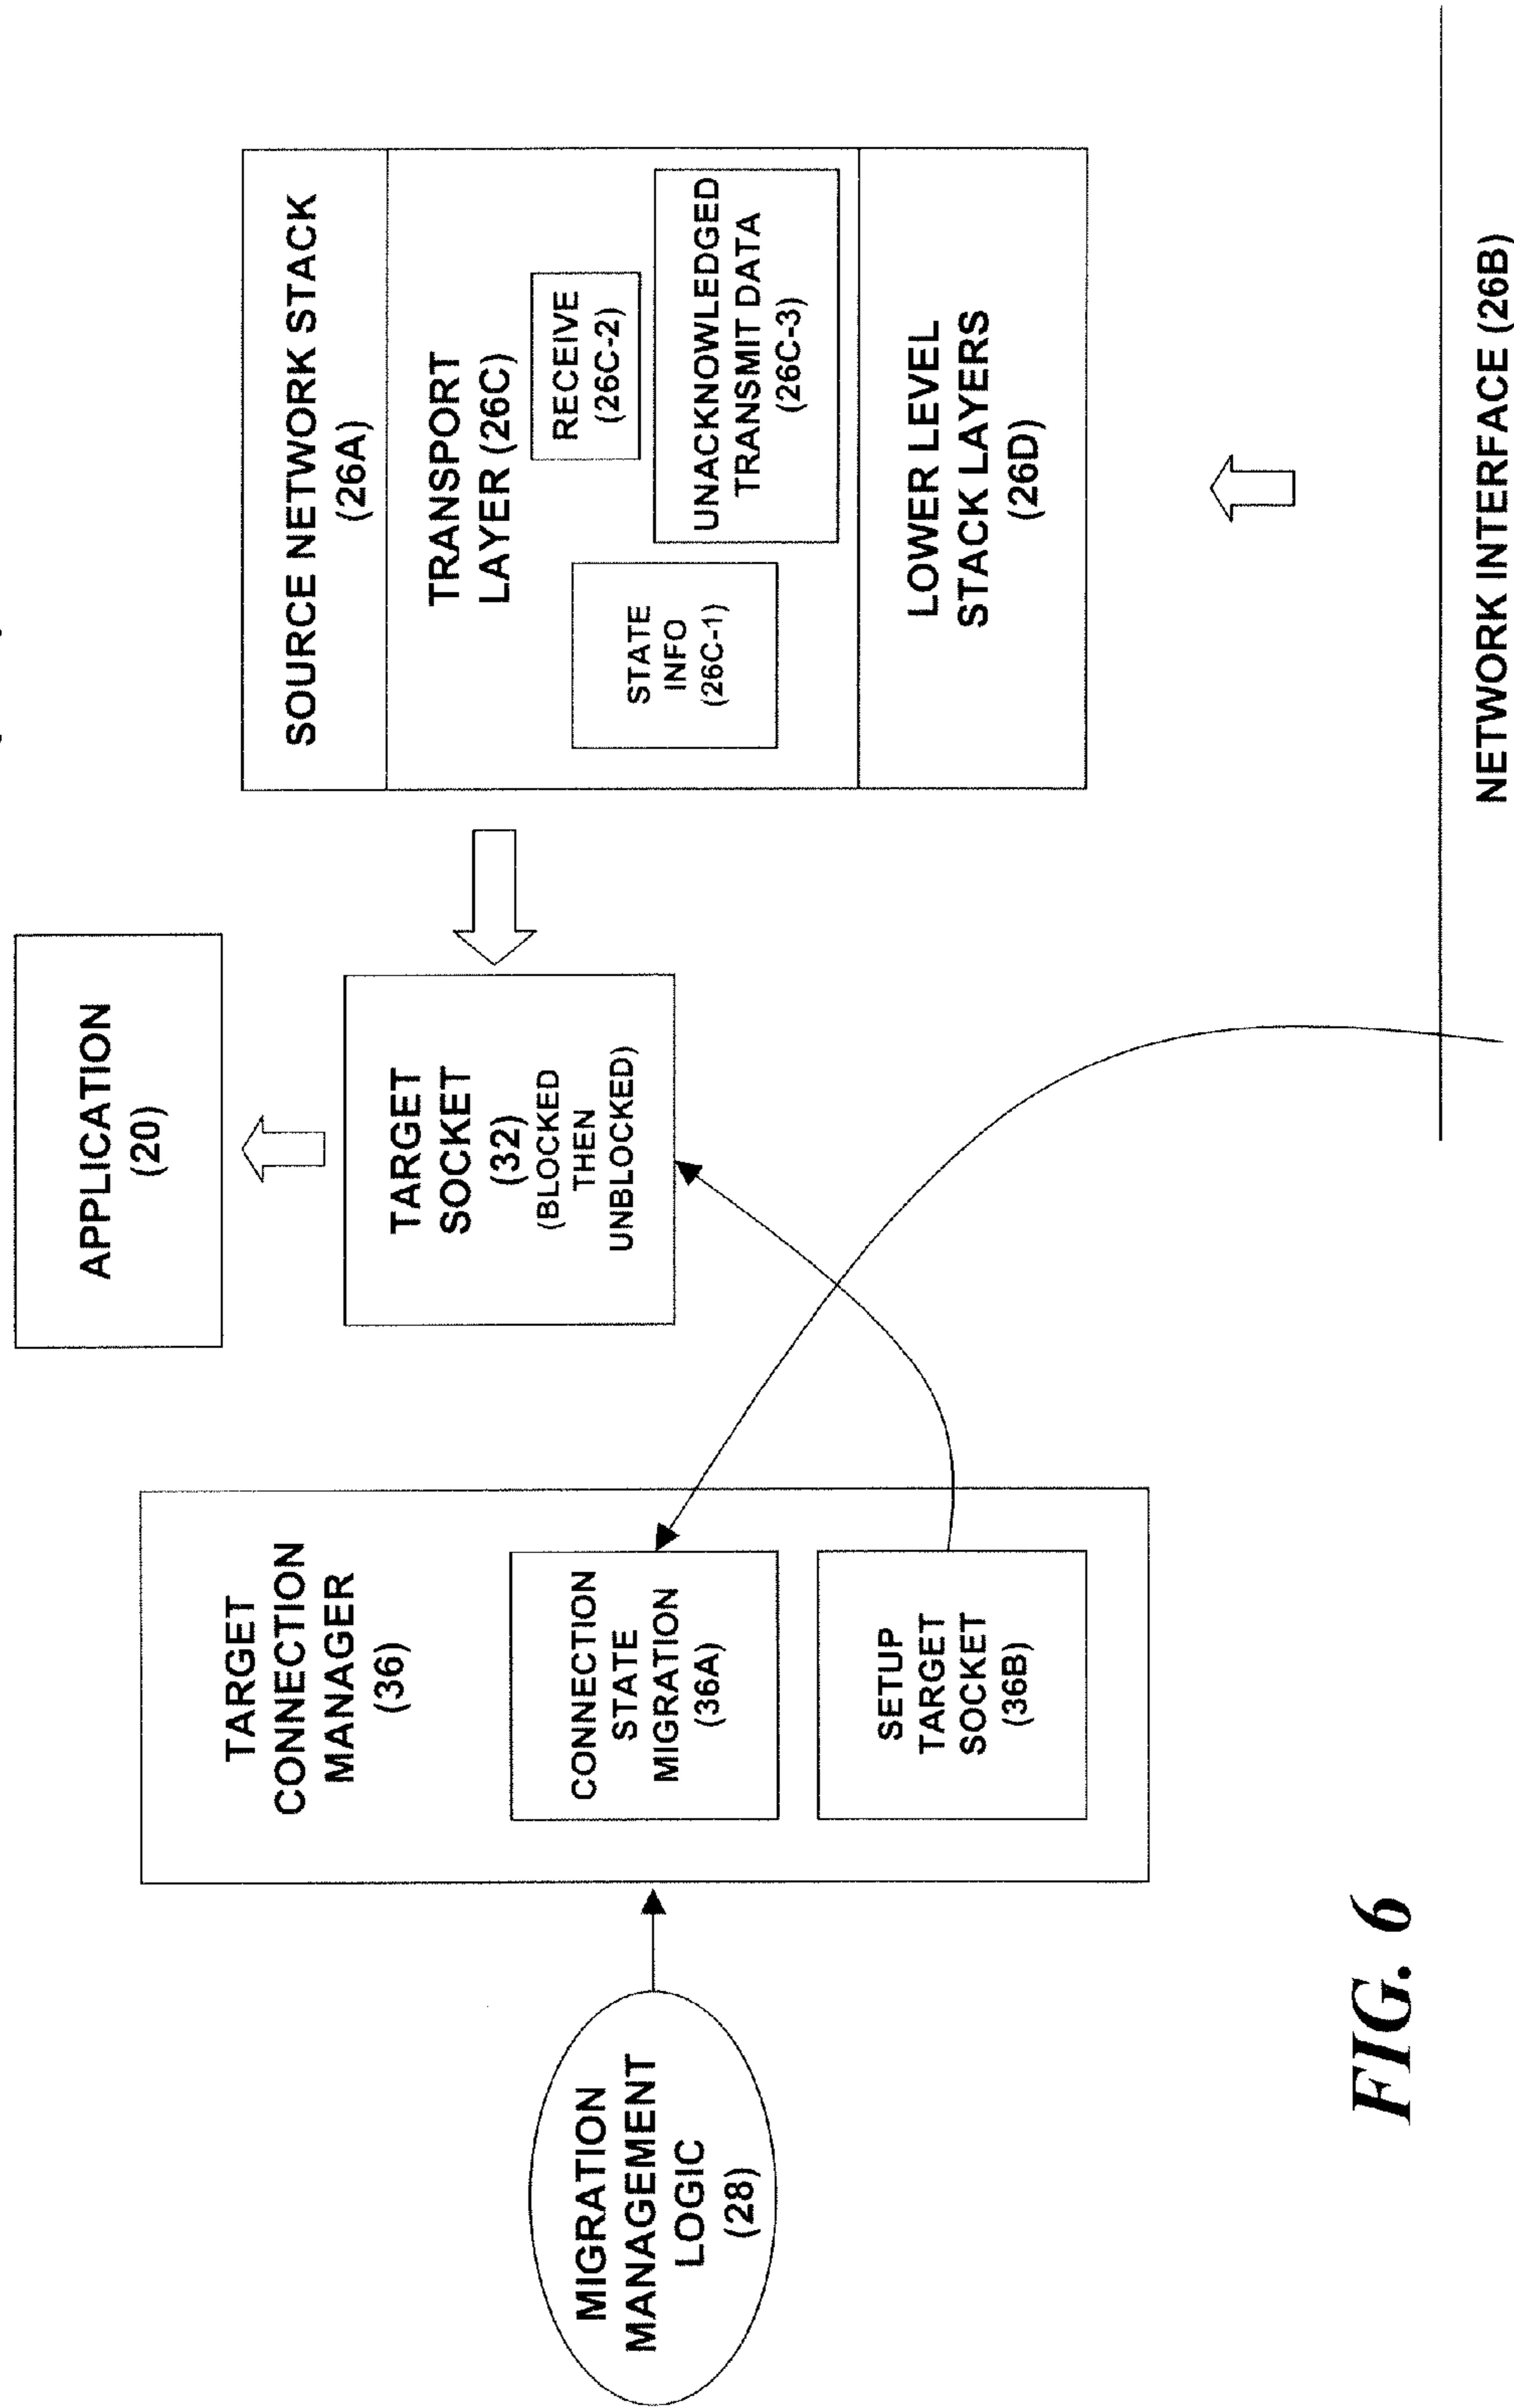 APPLICATION
(20)
SOURCE NETWORK STACK
(26A)
TARGET
CONNECTION
MANAGER
(36)
TARGET
SOCKET
(32)
(BLOCKED
THEN
UNBLOCKED)
TRANSPORT
LAYER (26C)
RECEIVE
(26C-2)
STATE
INFO
(26C-1)
UNACKNOWLEDGED
TRANSMIT DATA
(26C-3)
MIGRATION
MANAGEMENT
LOGIC
(28)
CONNECTION
STATE
MIGRATION
(36A)
SETUP
TARGET
SOCKET
(36B)
LOWER LEVEL
STACK LAYERS
(26D)
FIG. 6
NETWORK INTERFACE (26B)